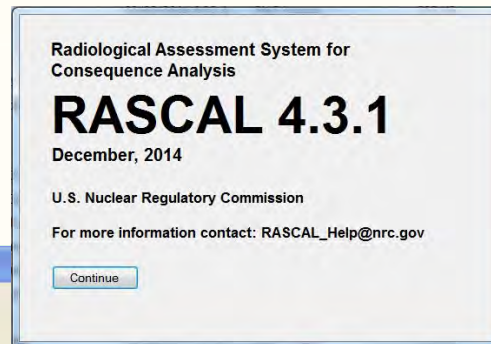 Radiological Assessment System for
Consequence Analysis
RASCAL 4.3.1
December, 2014
U.S. Nuclear Regulatory Commission
For more information contact: RASCAL_Help@nrc.gov
Continue